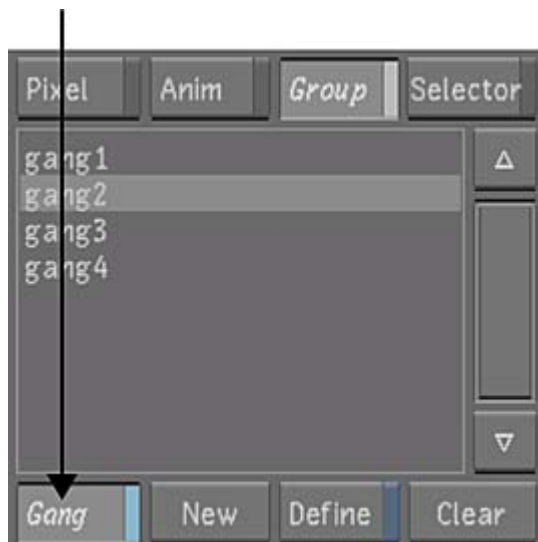 Pixel Anim Group Selector
gang1
gang2
gang3
gang4
Gang New Define Clear